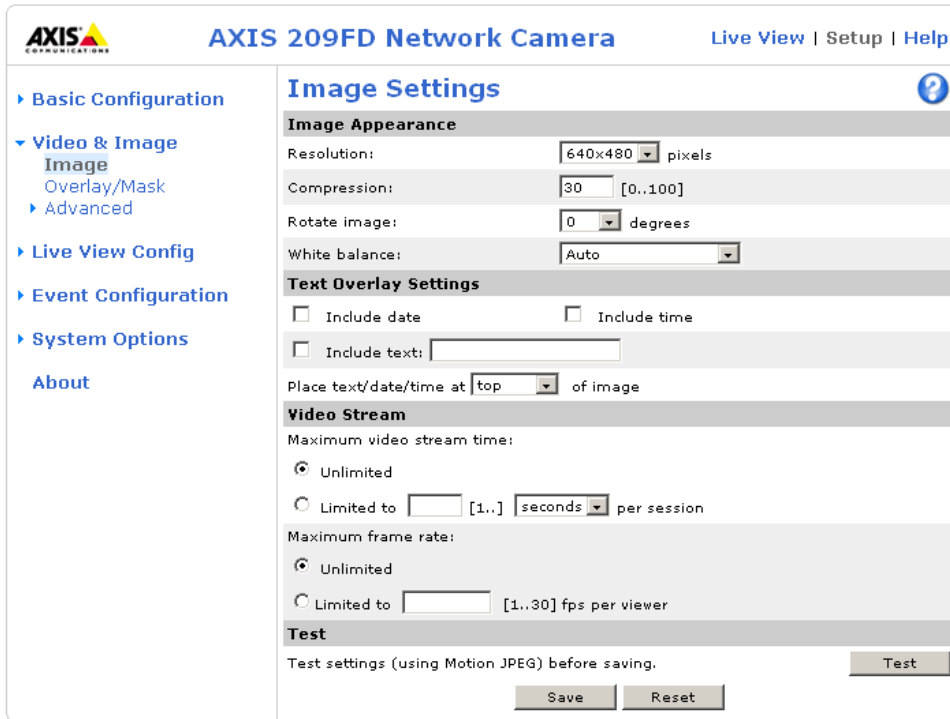 AXIS
COMMUNICATIONS
AXIS 209FD Network Camera
Live View | Setup | Help
Basic Configuration
Video & Image
Image
Overlay/Mask
Advanced
Live View Config
Event Configuration
System Options
About
Image Settings
?
Image Appearance
Resolution: 640x480 pixels
Compression: 30 [0..100]
Rotate image: 0 degrees
White balance: Auto
Text Overlay Settings
Include date Include time
Include text:
Place text/date/time at top of image
Video Stream
Maximum video stream time:
Unlimited
Limited to [1..] seconds per session
Maximum frame rate:
Unlimited
Limited to [1..30] fps per viewer
Test
Test settings (using Motion JPEG) before saving. Test
Save Reset